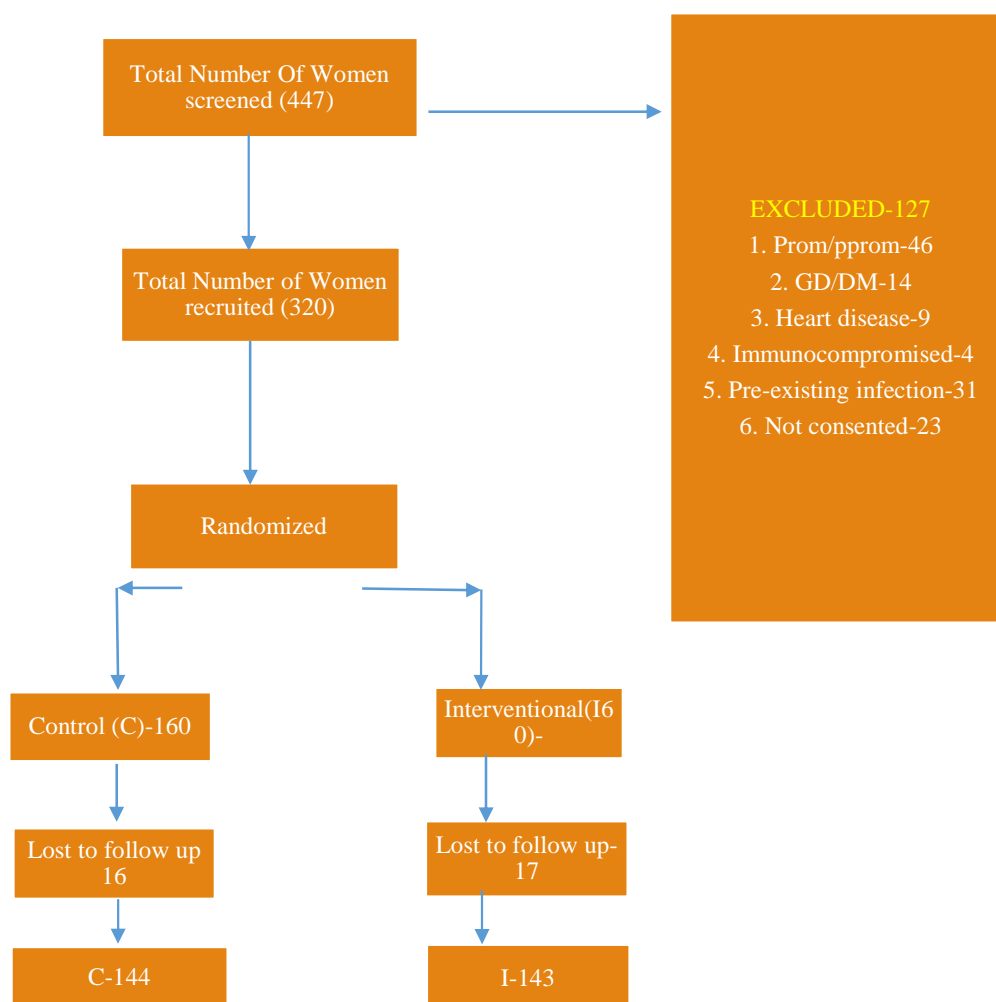 Total Number Of Women
screened (447)
EXCLUDED-127
1. Prom/pprom-46
2. GD/DM-14
3. Heart disease-9
4. Immunocompromised-4
5. Pre-existing infection-31
6. Not consented-23
Total Number of Women
recruited (320)
Randomized
Control (C)-160
Interventional(I6
0)-
Lost to follow up
16
Lost to follow up-
17
C-144
I-143